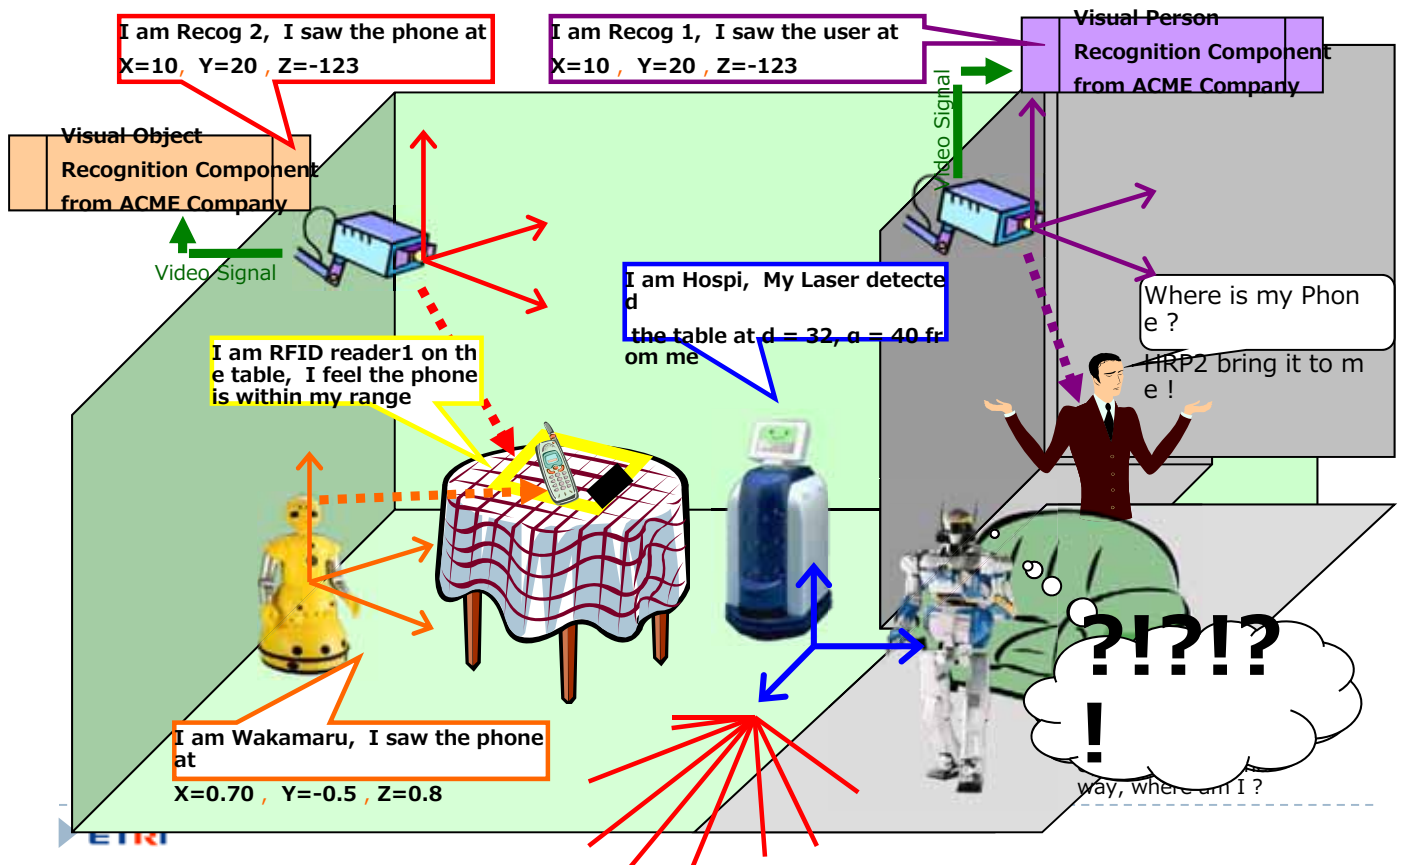 I am Recog 2, I saw the phone at
X=10 , Y=20 , Z=-123
I am Recog 1, I saw the user at
X=10 , Y=20 , Z=-123
Visual Person
Recognition Component
from ACME Company
Visual Object
Recognition Component
from ACME Company
Video Signal
Video Signal
I am Hospi, My Laser detecte
d
the table at d = 32, α = 40 fr
om me
Where is my Phon
e ?
HRP2 bring it to m
e !
I am RFID reader1 on th
e table, I feel the phone
is within my range
?!?!?
!
way, where am I ?
I am Wakamaru, I saw the phone
at
X=0.70 , Y=-0.5 , Z=0.8
ETRI